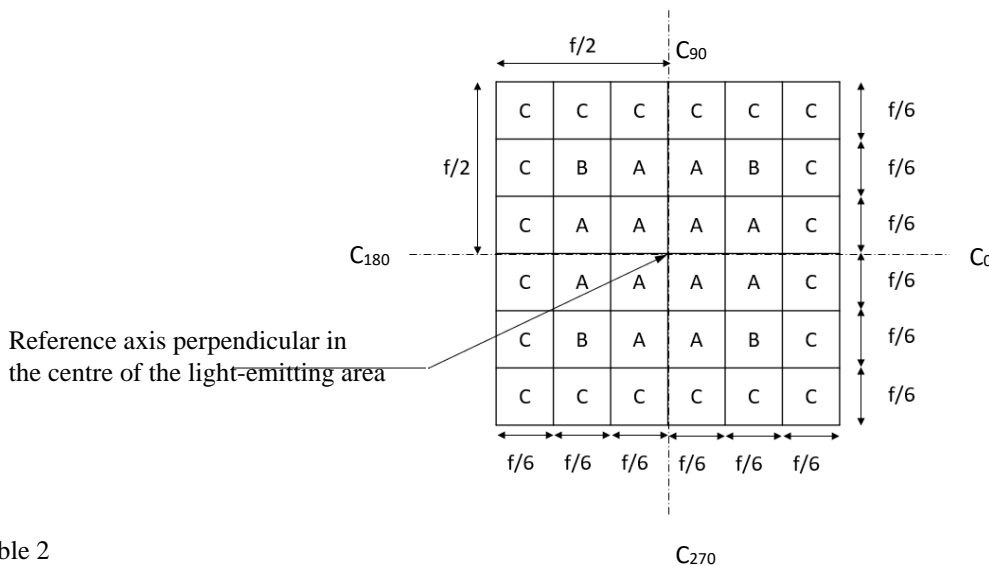 f/2
C90
C C C C C C f/6
f/2
C B A A B C f/6
C A A A A C f/6
C180
C0
C A A A A C f/6
Reference axis perpendicular in
the centre of the light-emitting area
C B A A B C f/6
C C C C C C f/6
f/6 f/6 f/6 f/6 f/6 f/6
ble 2
C270